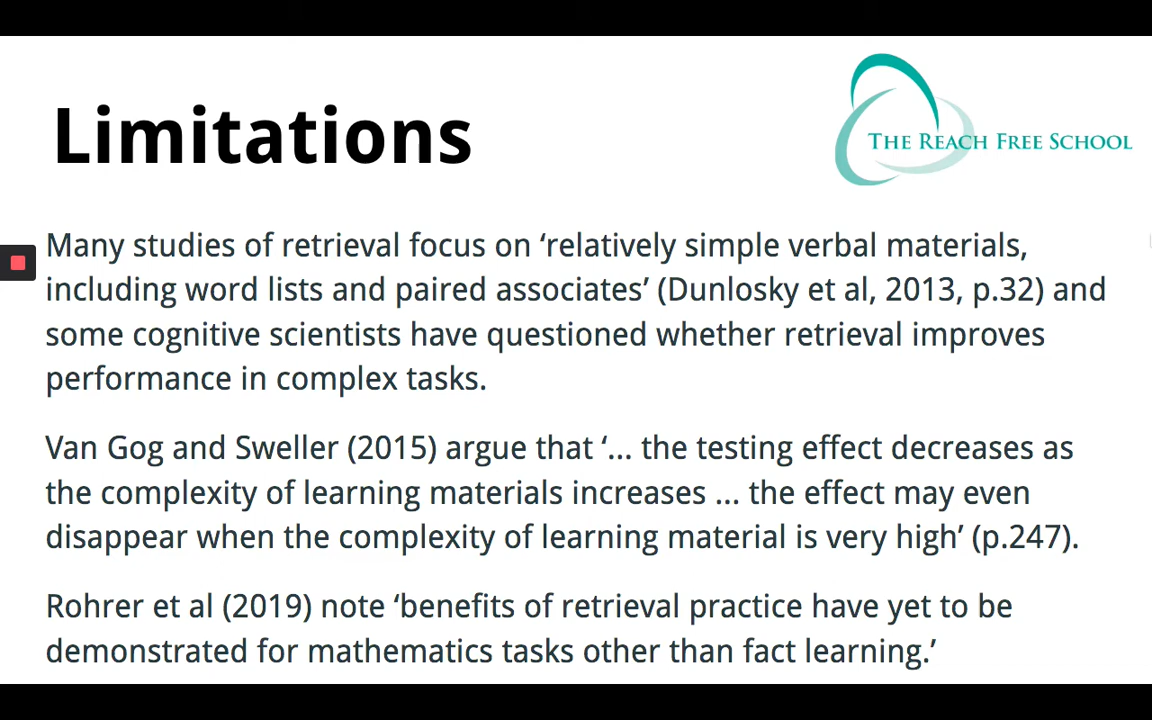 Limitations
THE REACH FREE SCHOOL
Many studies of retrieval focus on ‘relatively simple verbal materials,
including word lists and paired associates’ (Dunlosky et al, 2013, p.32) and
some cognitive scientists have questioned whether retrieval improves
performance in complex tasks.
Van Gog and Sweller (2015) argue that ‘... the testing effect decreases as
the complexity of learning materials increases ... the effect may even
disappear when the complexity of learning material is very high’ (p.247).
Rohrer et al (2019) note ‘benefits of retrieval practice have yet to be
demonstrated for mathematics tasks other than fact learning.’